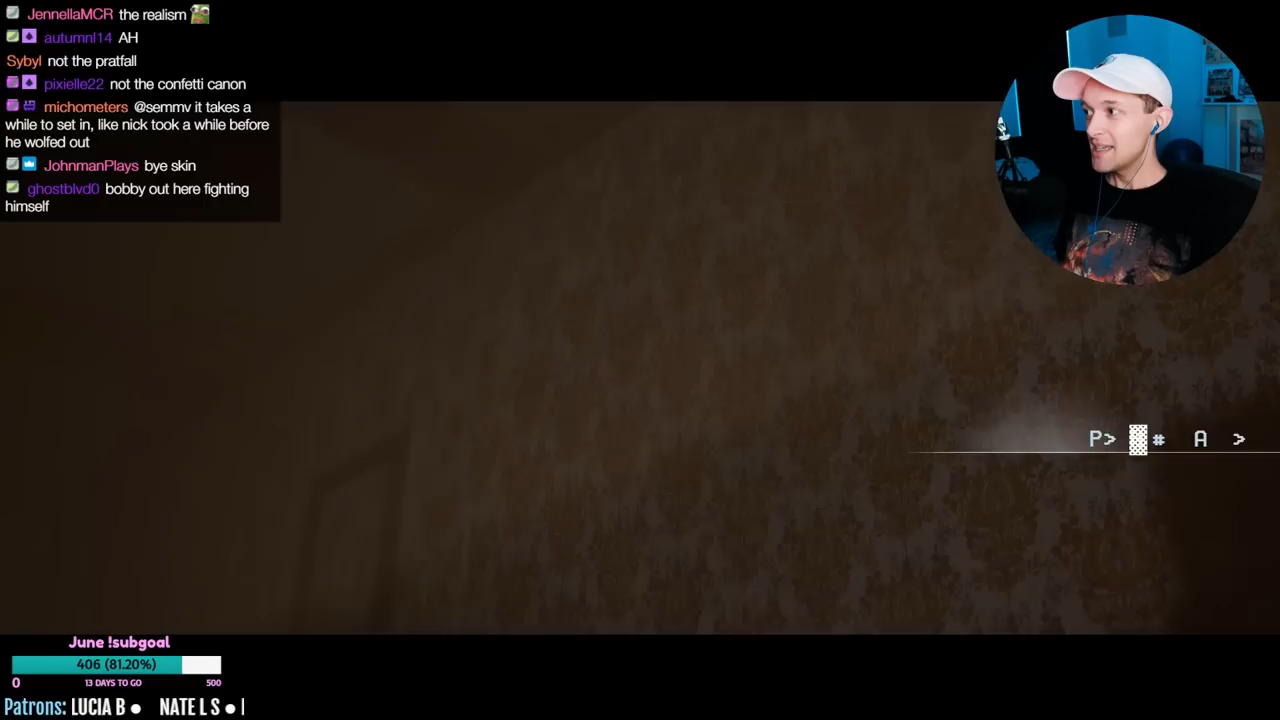 JennellaMCR the realism
autumnl14 AH
Sybyl not the pratfall
pixielle22 not the confetti canon
michometers @semmv it takes a
while to set in, like nick took a while before
he wolfed out
JohnmanPlays bye skin
ghostblvd0 bobby out here fighting
himself
P> ▓# A >
June !subgoal
406 (81.20%)
0 13 DAYS TO GO 500
Patrons: LUCIA B ● NATE L S ●